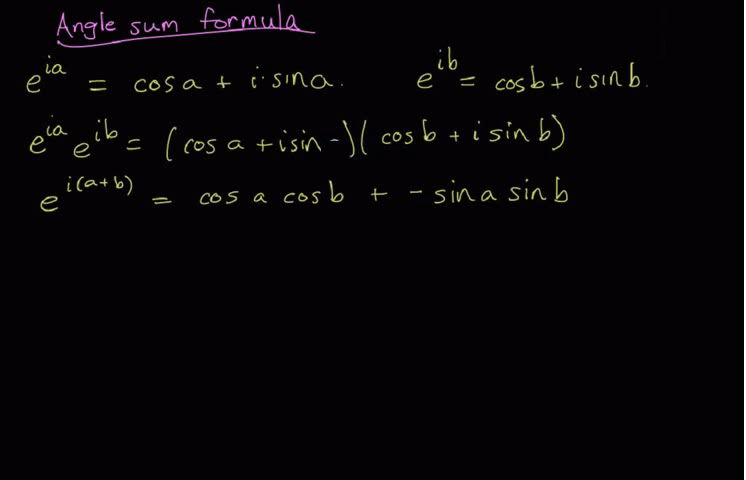 Angle sum formula
e^{ia} = cos a + i·sin a. e^{ib} = cos b + i sin b.
e^{ia} e^{ib} = (cos a + i sin -)(cos b + i sin b)
e^{i(a+b)} = cos a cos b + - sin a sin b